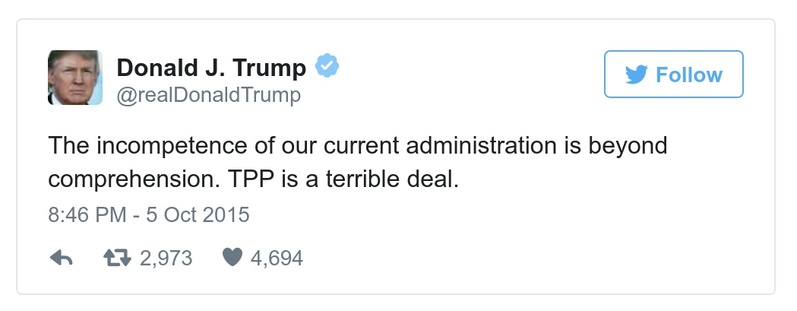 Donald J. Trump
@realDonaldTrump
Follow
The incompetence of our current administration is beyond
comprehension. TPP is a terrible deal.
8:46 PM - 5 Oct 2015
2,973 4,694